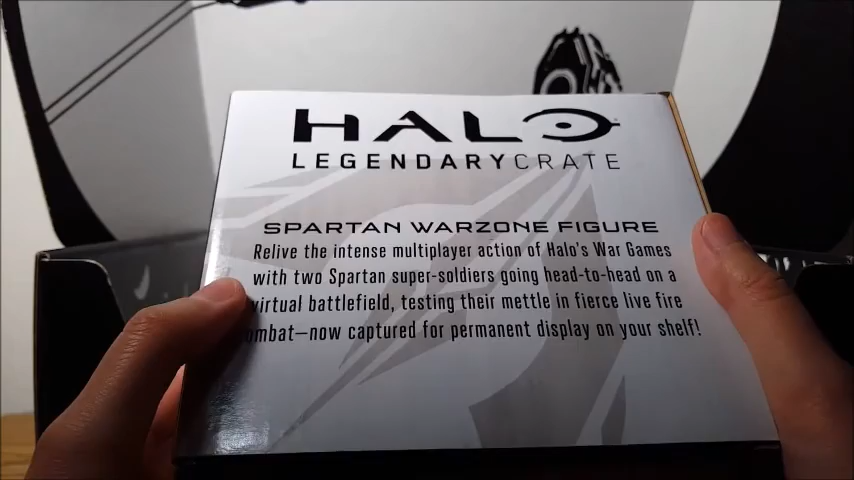 HALO
LEGENDARYCRATE
SPARTAN WARZONE FIGURE
Relive the intense multiplayer action of Halo's War Games
with two Spartan super-soldiers going head-to-head on a
virtual battlefield, testing their mettle in fierce live fire
ombat—now captured for permanent display on your shelf!